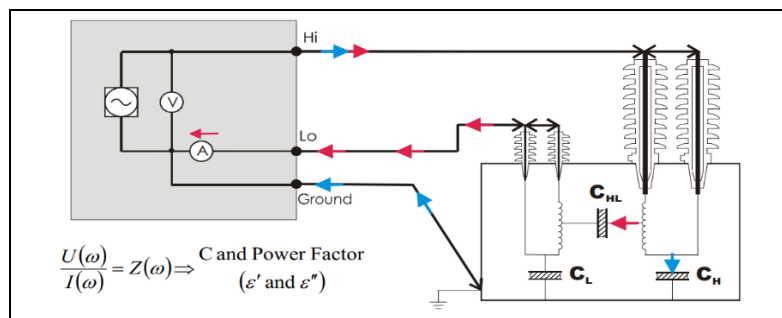 Hi
V
Lo
A
Ground
C_HL
C_L
C_H
U(ω)/I(ω) = Z(ω) ⇒ C and Power Factor
(ε′ and ε″)